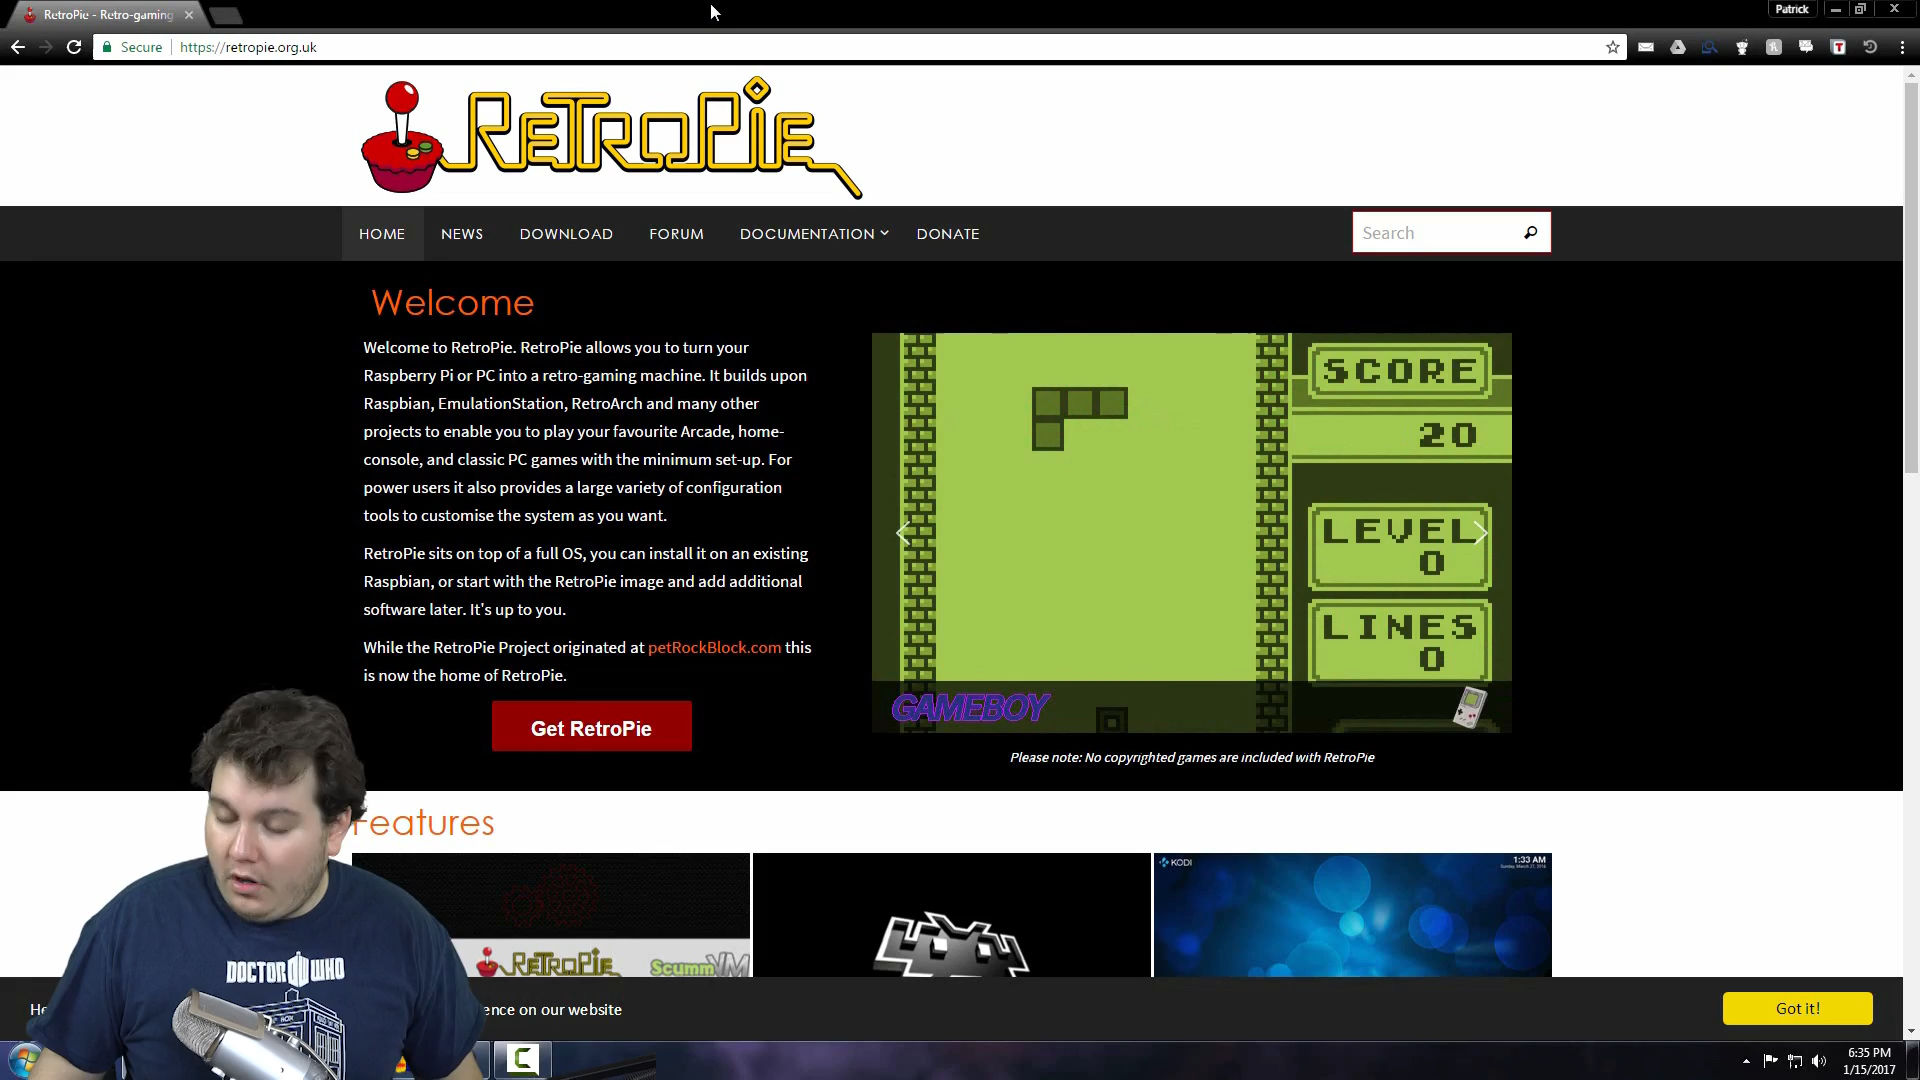 RetroPie - Retro-gaming
Patrick
Secure
https://retropie.org.uk
RETROPIE
HOME
NEWS
DOWNLOAD
FORUM
DOCUMENTATION
DONATE
Search
Welcome
Welcome to RetroPie. RetroPie allows you to turn your
Raspberry Pi or PC into a retro-gaming machine. It builds upon
Raspbian, EmulationStation, RetroArch and many other
projects to enable you to play your favourite Arcade, home-
console, and classic PC games with the minimum set-up. For
power users it also provides a large variety of configuration
tools to customise the system as you want.
RetroPie sits on top of a full OS, you can install it on an existing
Raspbian, or start with the RetroPie image and add additional
software later. It's up to you.
While the RetroPie Project originated at petRockBlock.com this
is now the home of RetroPie.
Get RetroPie
SCORE
20
LEVEL
0
LINES
0
GAMEBOY
Please note: No copyrighted games are included with RetroPie
Features
RETROPIE
ScummVM
KODI
1:33 AM
ence on our website
Got it!
DOCTOR WHO
6:35 PM
1/15/2017